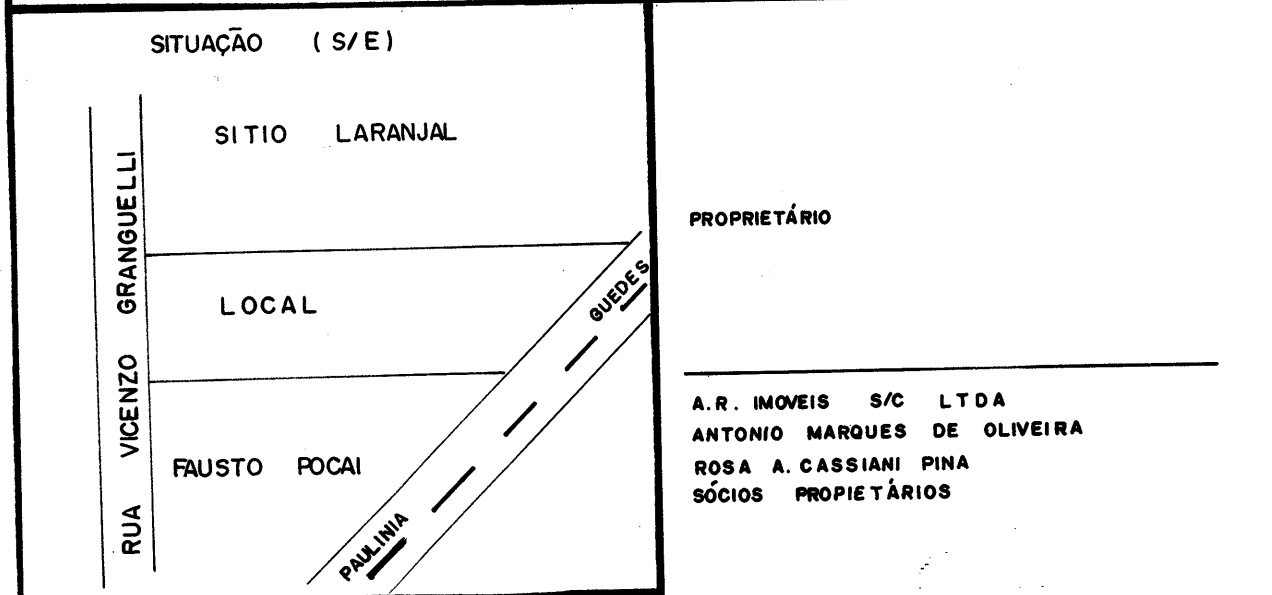 SITUAÇÃO (S/E)
SITIO LARANJAL
RUA VICENZO GRANGUELLI
LOCAL
GUEDES
FAUSTO POCAI
PAULINIA
PROPRIETÁRIO
A.R. IMOVEIS S/C LTDA
ANTONIO MARQUES DE OLIVEIRA
ROSA A. CASSIANI PINA
SÓCIOS PROPIETÁRIOS